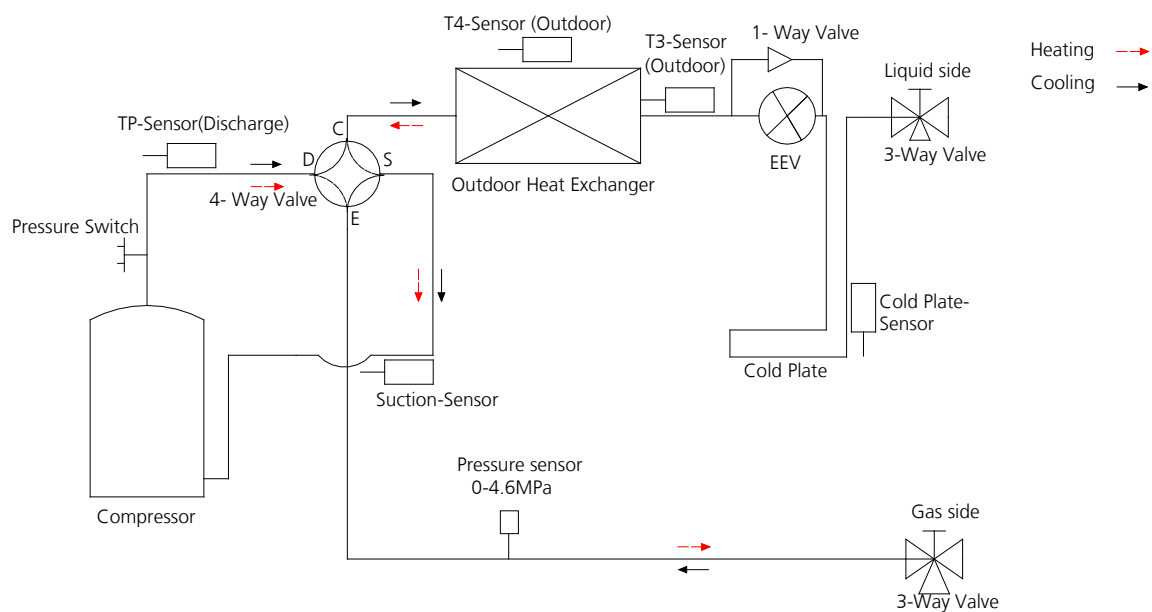 T4-Sensor (Outdoor)
T3-Sensor
(Outdoor)
1- Way Valve
Heating
Cooling
Liquid side
3-Way Valve
TP-Sensor(Discharge)
C
D
S
E
4- Way Valve
Outdoor Heat Exchanger
EEV
Pressure Switch
Cold Plate-
Sensor
Cold Plate
Suction-Sensor
Compressor
Pressure sensor
0-4.6MPa
Gas side
3-Way Valve